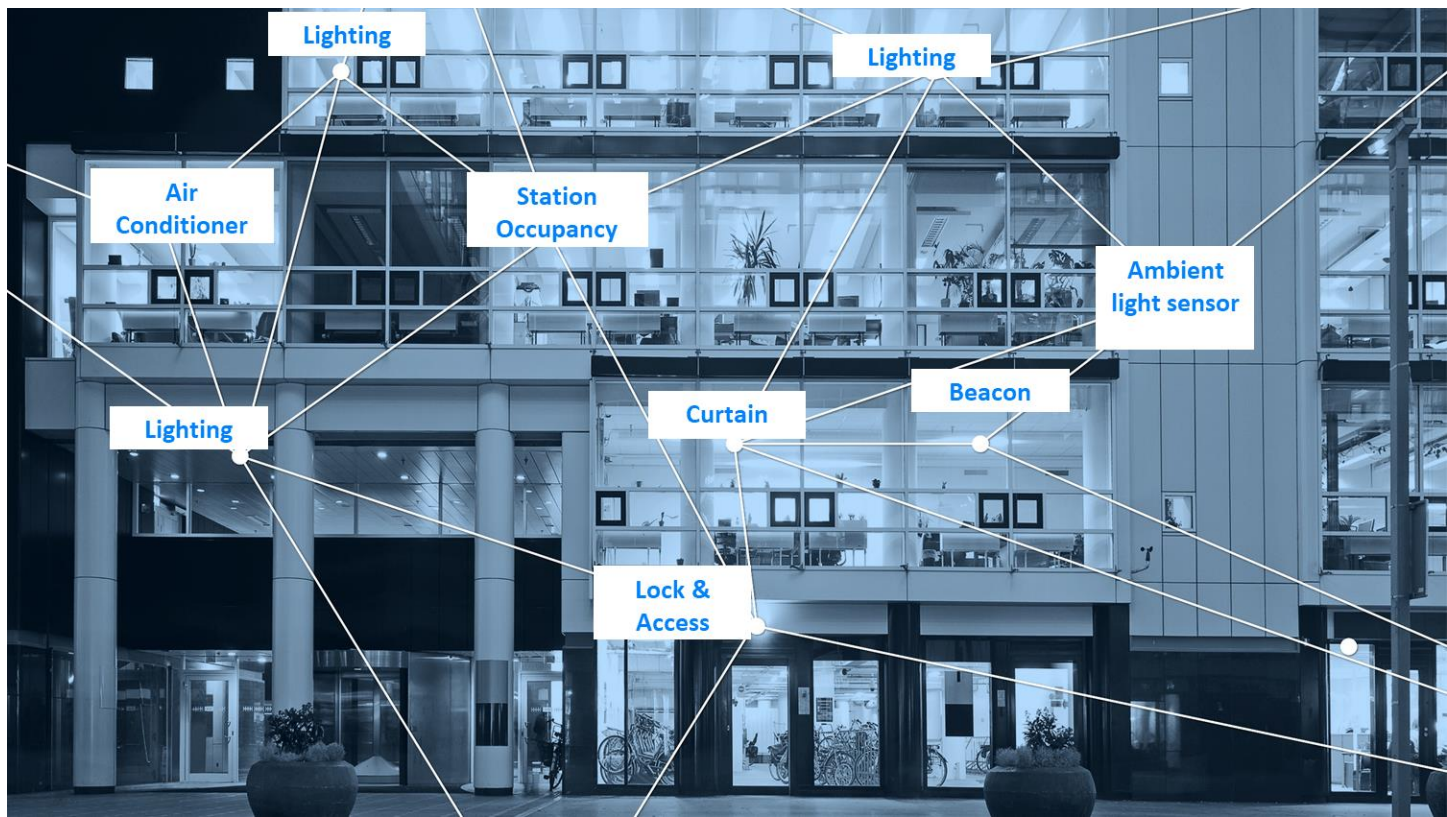 Lighting
Lighting
Air
Conditioner
Station
Occupancy
Ambient
light sensor
Beacon
Curtain
Lighting
Lock &
Access